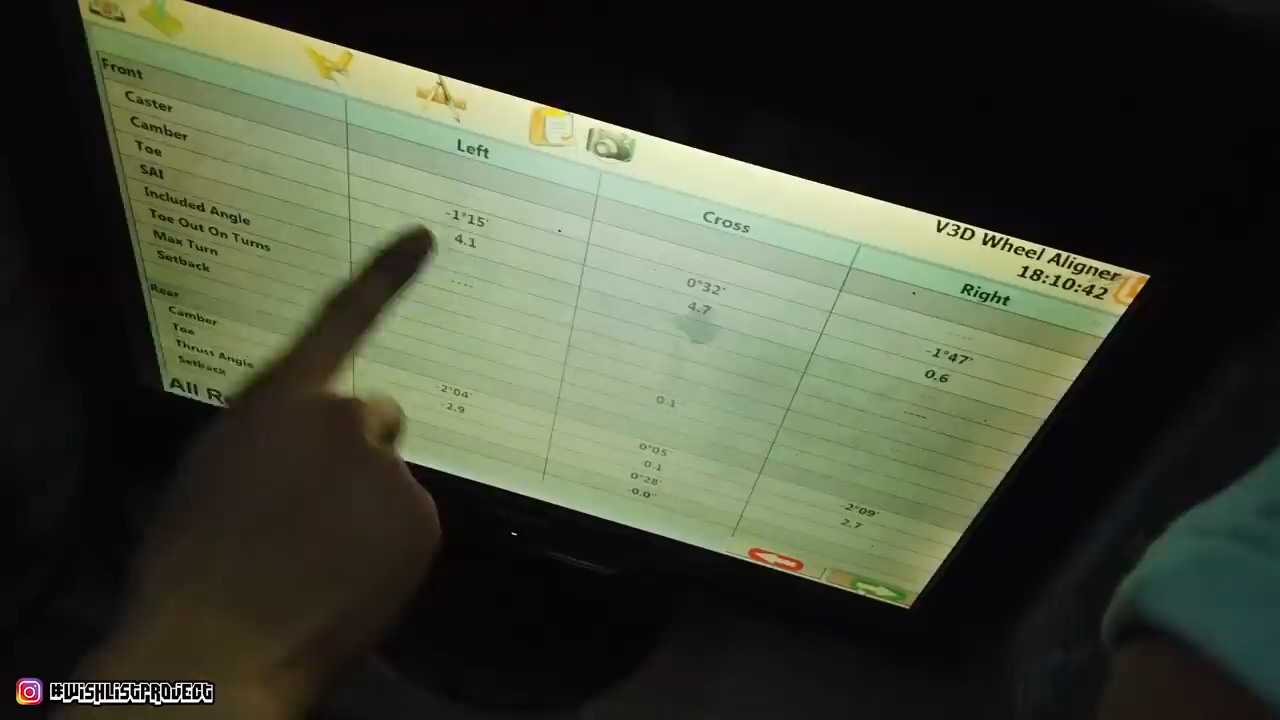 V3D Wheel Aligner
18:10:42
Left Cross Right
Front
Caster ----
Camber -1°15' 0°32' -1°47'
Toe 4.1 4.7 0.6
SAI ---- ----
Included Angle
Toe Out On Turns
Max Turn
Setback 0.1
Rear
Camber -2°04' 0°05' -2°09'
Toe 2.9 0.1 2.7
Thrust Angle 0°28'
Setback -0.0"
All
#WISHLISTPROJECT